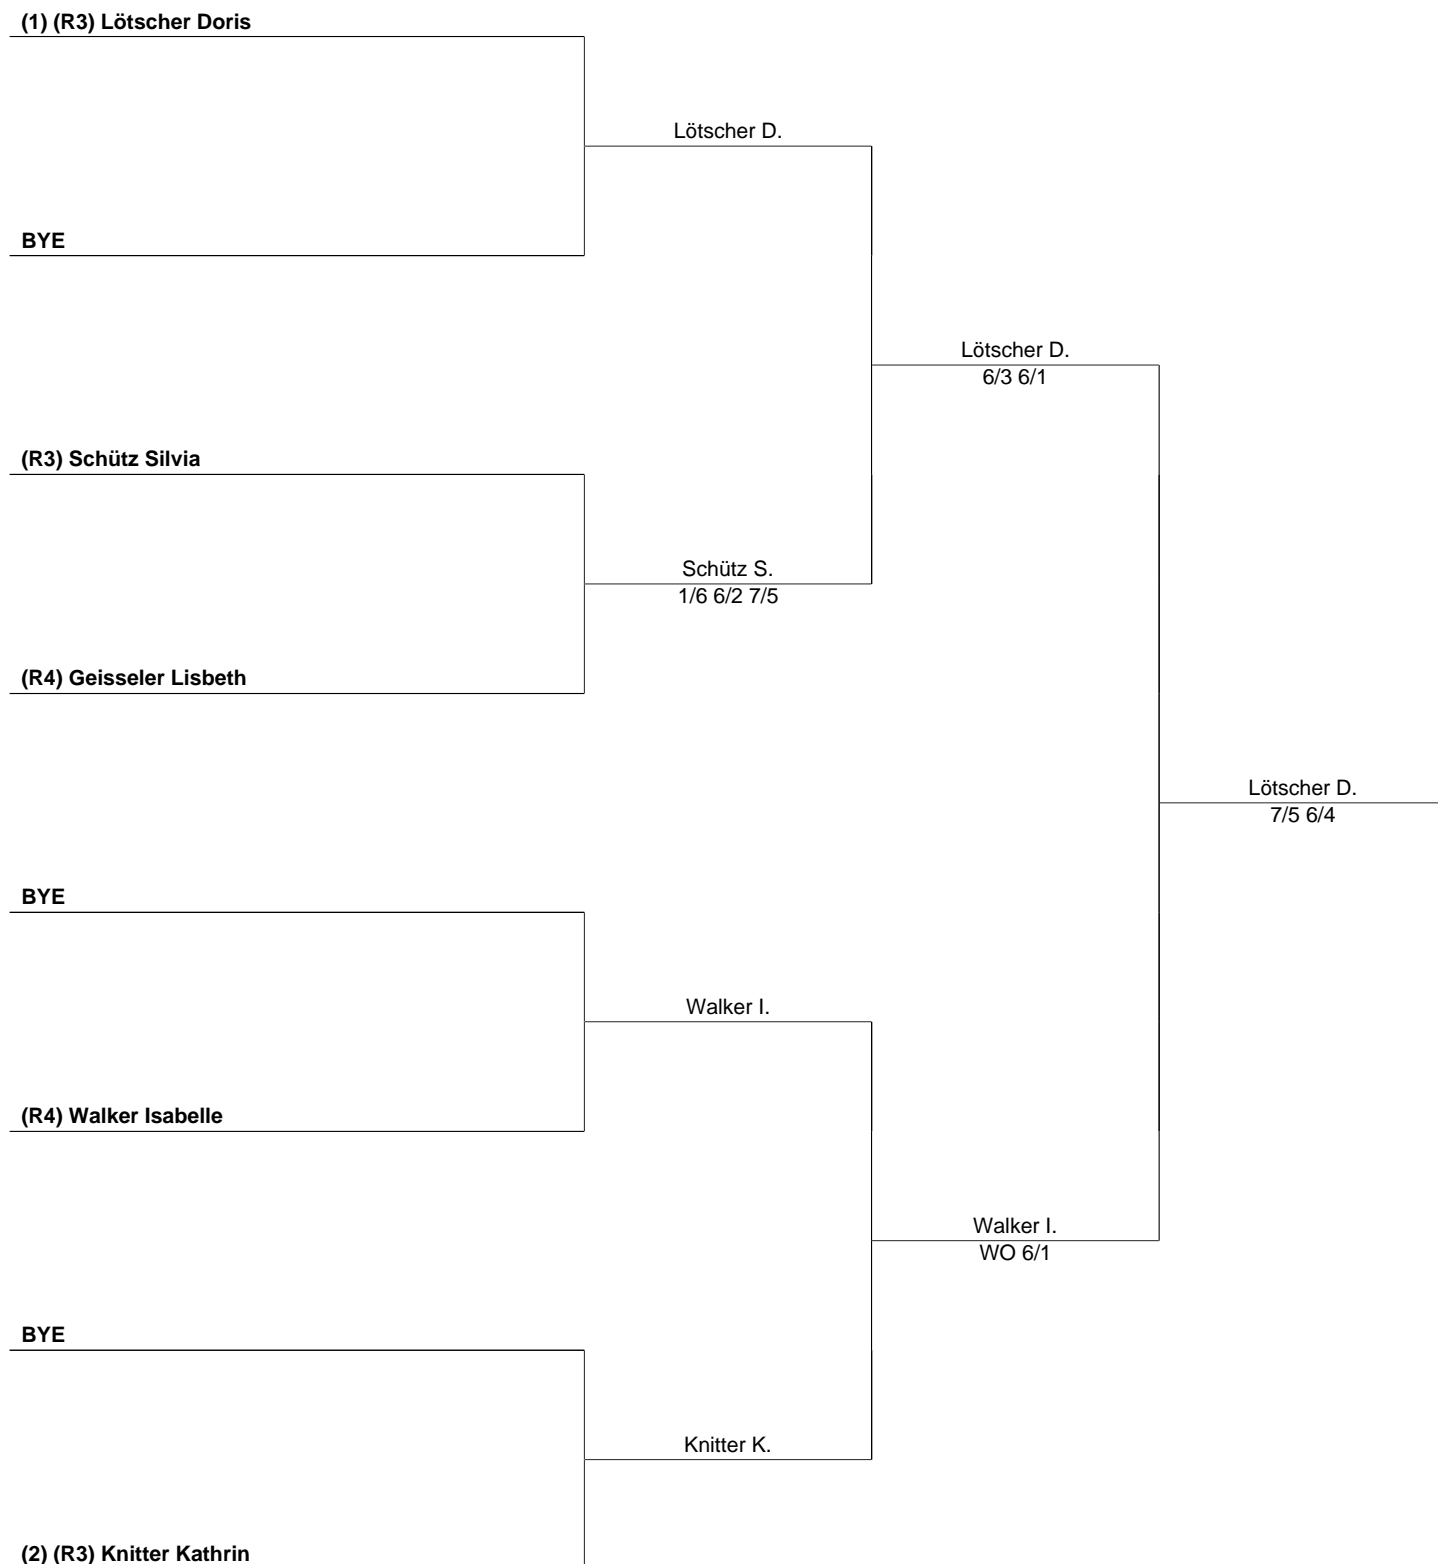 (1) (R3) Lötscher Doris
Lötscher D.
BYE
Lötscher D.
6/3 6/1
(R3) Schütz Silvia
Schütz S.
1/6 6/2 7/5
(R4) Geisseler Lisbeth
Lötscher D.
7/5 6/4
BYE
Walker I.
(R4) Walker Isabelle
Walker I.
WO 6/1
BYE
Knitter K.
(2) (R3) Knitter Kathrin